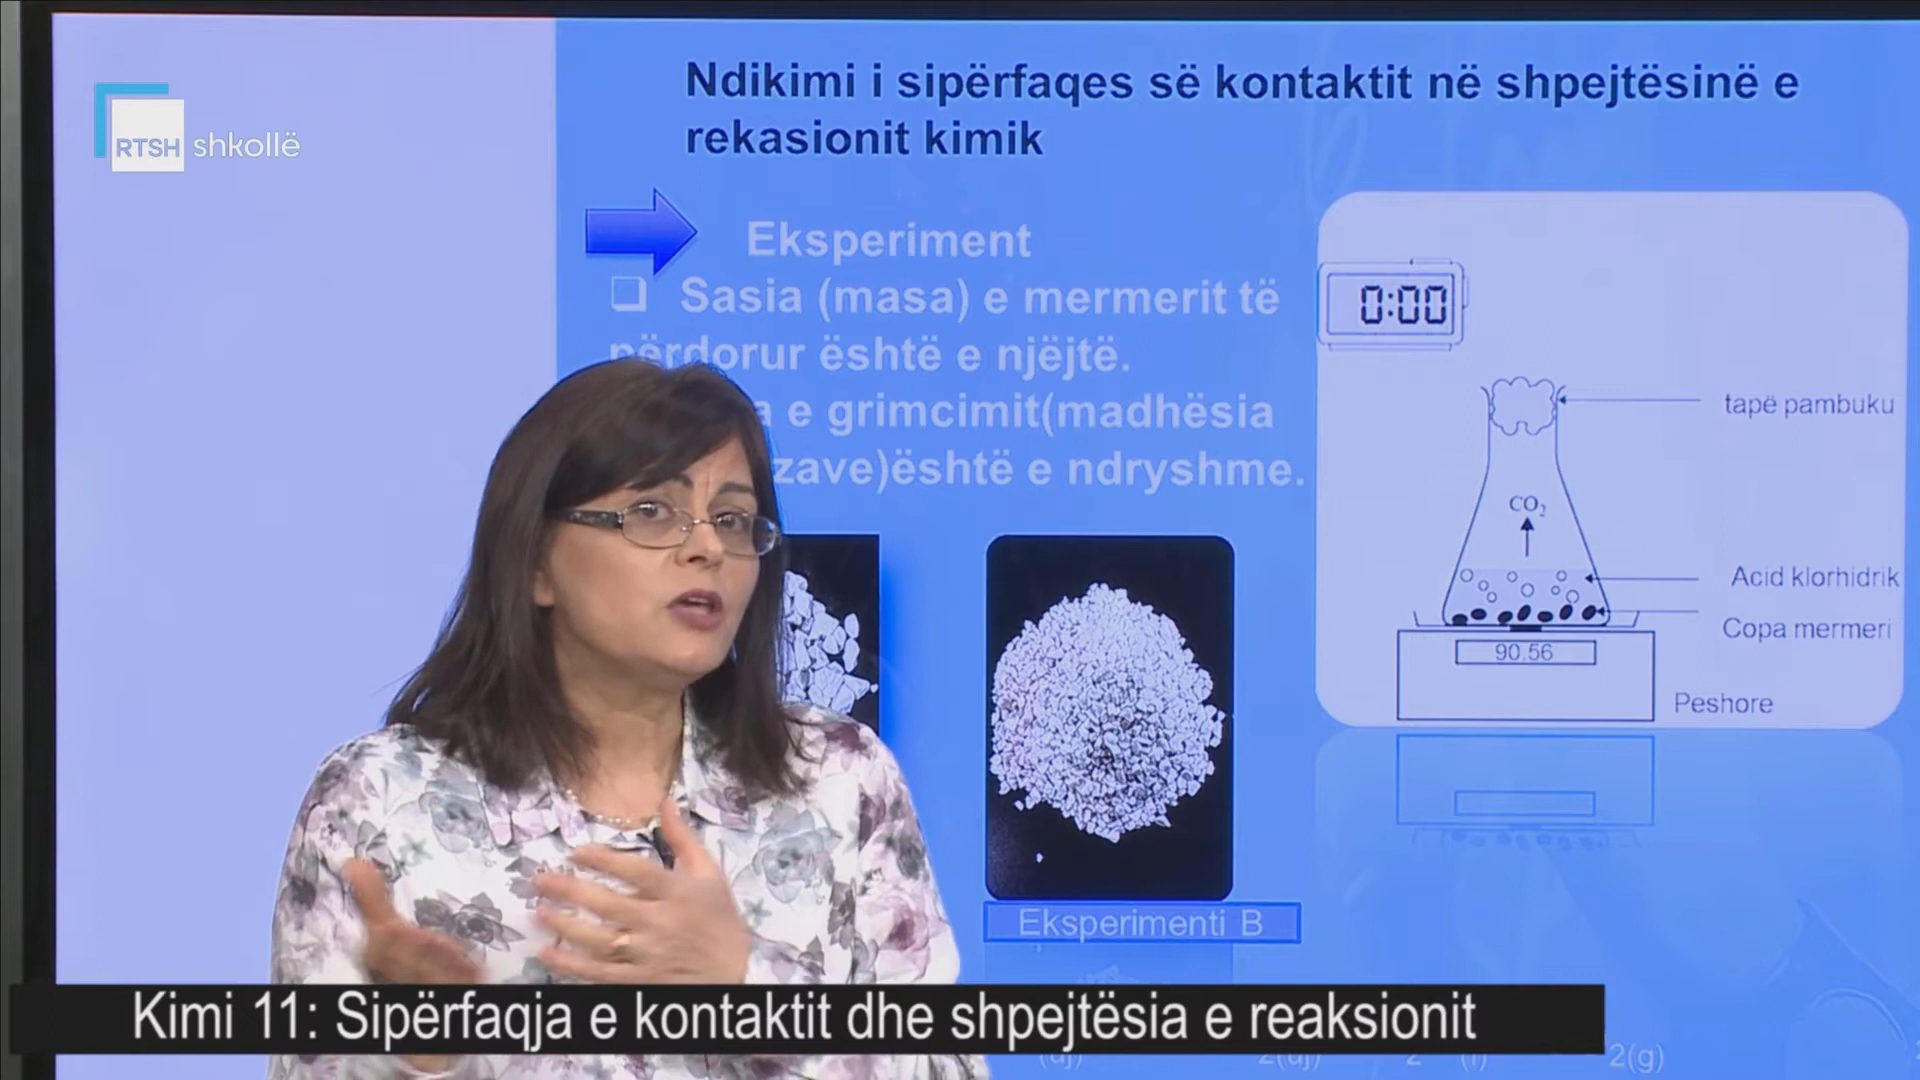 RTSH shkollë
Ndikimi i sipërfaqes së kontaktit në shpejtësinë e
rekasionit kimik
Eksperiment
Sasia (masa) e mermerit të
përdorur është e njëjtë.
e grimcimit(madhësia
është e ndryshme.
0:00
tapë pambuku
CO2
Acid klorhidrik
Copa mermeri
90.56
Peshore
Eksperimenti B
Kimi 11: Sipërfaqja e kontaktit dhe shpejtësia e reaksionit
2(g)